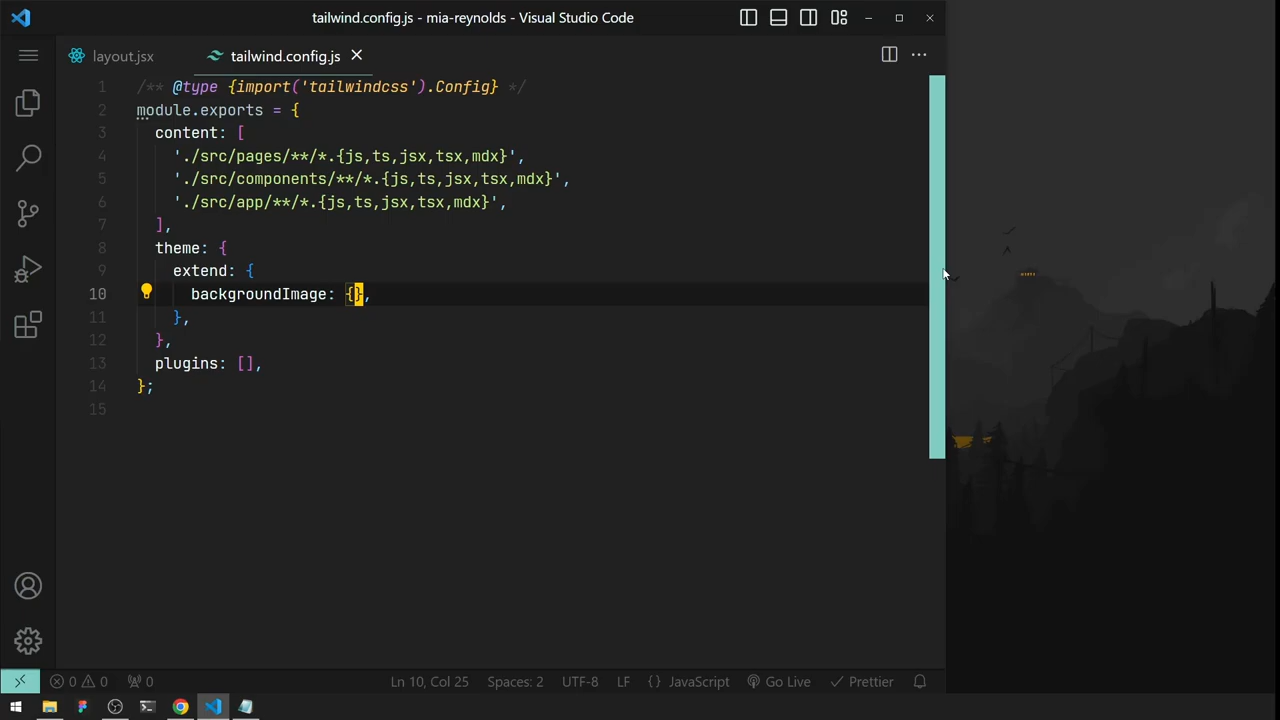 tailwind.config.js - mia-reynolds - Visual Studio Code
layout.jsx
tailwind.config.js
1 /** @type {import('tailwindcss').Config} */
2 module.exports = {
3 content: [
4 './src/pages/**/*.{js,ts,jsx,tsx,mdx}',
5 './src/components/**/*.{js,ts,jsx,tsx,mdx}',
6 './src/app/**/*.{js,ts,jsx,tsx,mdx}',
7 ],
8 theme: {
9 extend: {
10 backgroundImage: {},
11 },
12 },
13 plugins: [],
14 };
15
0 0 0 Ln 10, Col 25 Spaces: 2 UTF-8 LF {} JavaScript Go Live Prettier